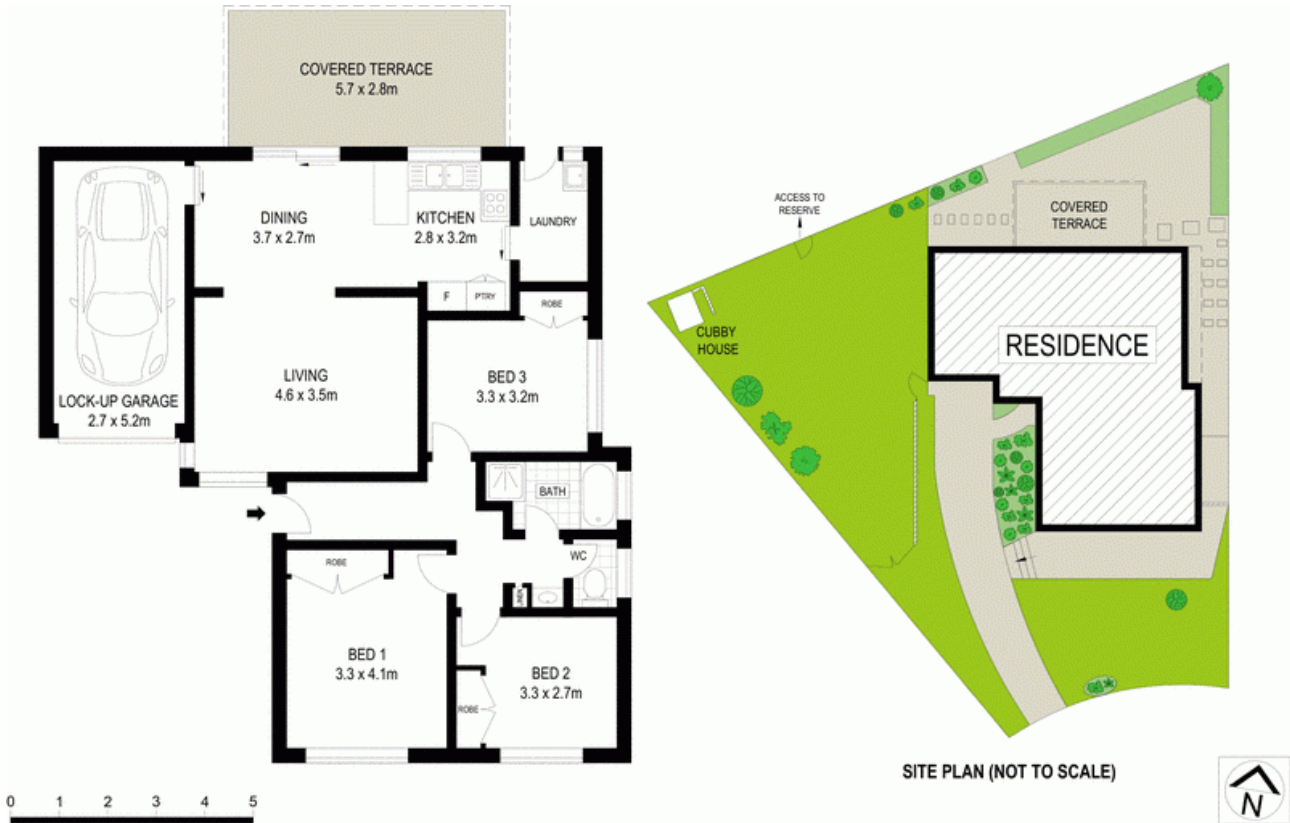 COVERED TERRACE
5.7 x 2.8m
DINING
3.7 x 2.7m
KITCHEN
2.8 x 3.2m
LAUNDRY
F
PTRY
ROBE
LOCK-UP GARAGE
2.7 x 5.2m
LIVING
4.6 x 3.5m
BED 3
3.3 x 3.2m
BATH
WC
LINEN
ROBE
BED 1
3.3 x 4.1m
BED 2
3.3 x 2.7m
ROBE
0 1 2 3 4 5
ACCESS TO
RESERVE
COVERED
TERRACE
CUBBY
HOUSE
RESIDENCE
SITE PLAN (NOT TO SCALE)
N